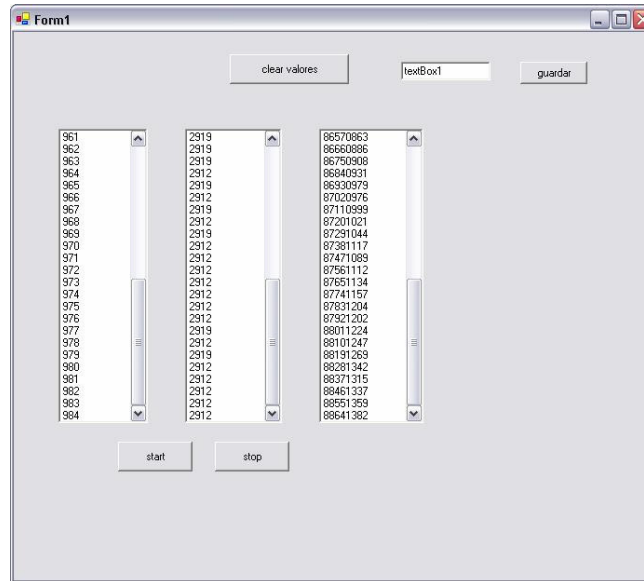 Form1
clear valores
textBox1
guardar
961 2919 86570863
962 2919 86660886
963 2919 86750908
964 2912 86840931
965 2919 86930979
966 2912 87020976
967 2919 87110999
968 2912 87201021
969 2919 87291044
970 2912 87381117
971 2912 87471089
972 2912 87561112
973 2912 87651134
974 2912 87741157
975 2912 87831204
976 2912 87921202
977 2919 88011224
978 2912 88101247
979 2919 88191269
980 2912 88281342
981 2912 88371315
982 2912 88461337
983 2912 88551359
984 2912 88641382
start
stop